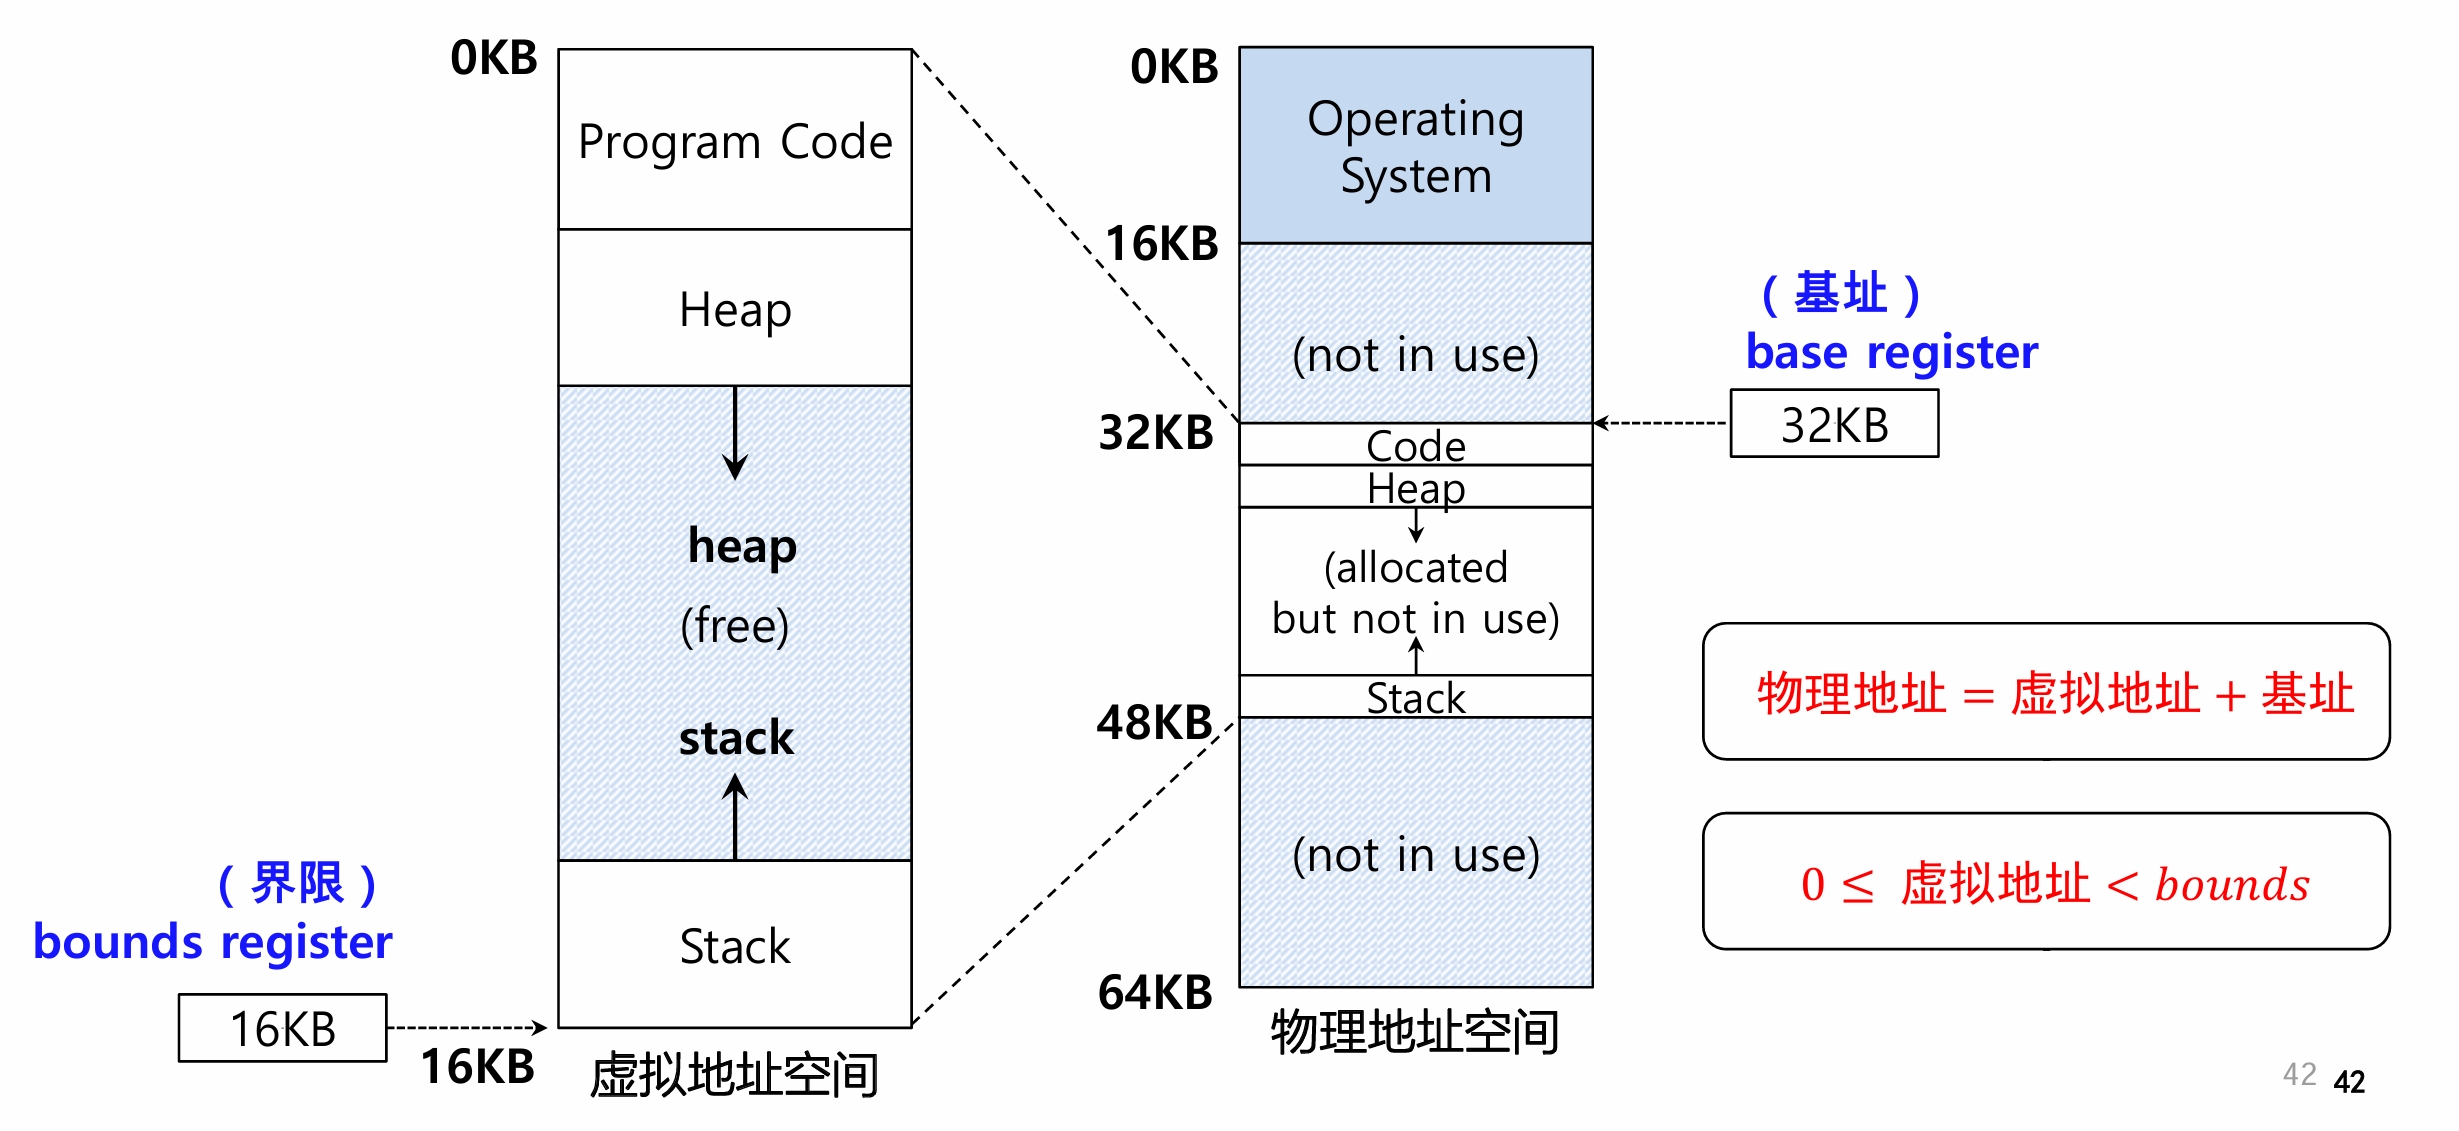 0KB
Program Code
Heap
heap
(free)
stack
Stack
(界限)
bounds register
16KB
16KB
虚拟地址空间
0KB
Operating
System
16KB
(not in use)
32KB
Code
Heap
(allocated
but not in use)
Stack
48KB
(not in use)
64KB
物理地址空间
(基址)
base register
32KB
物理地址 = 虚拟地址 + 基址
0 ≤ 虚拟地址 < bounds
42 42